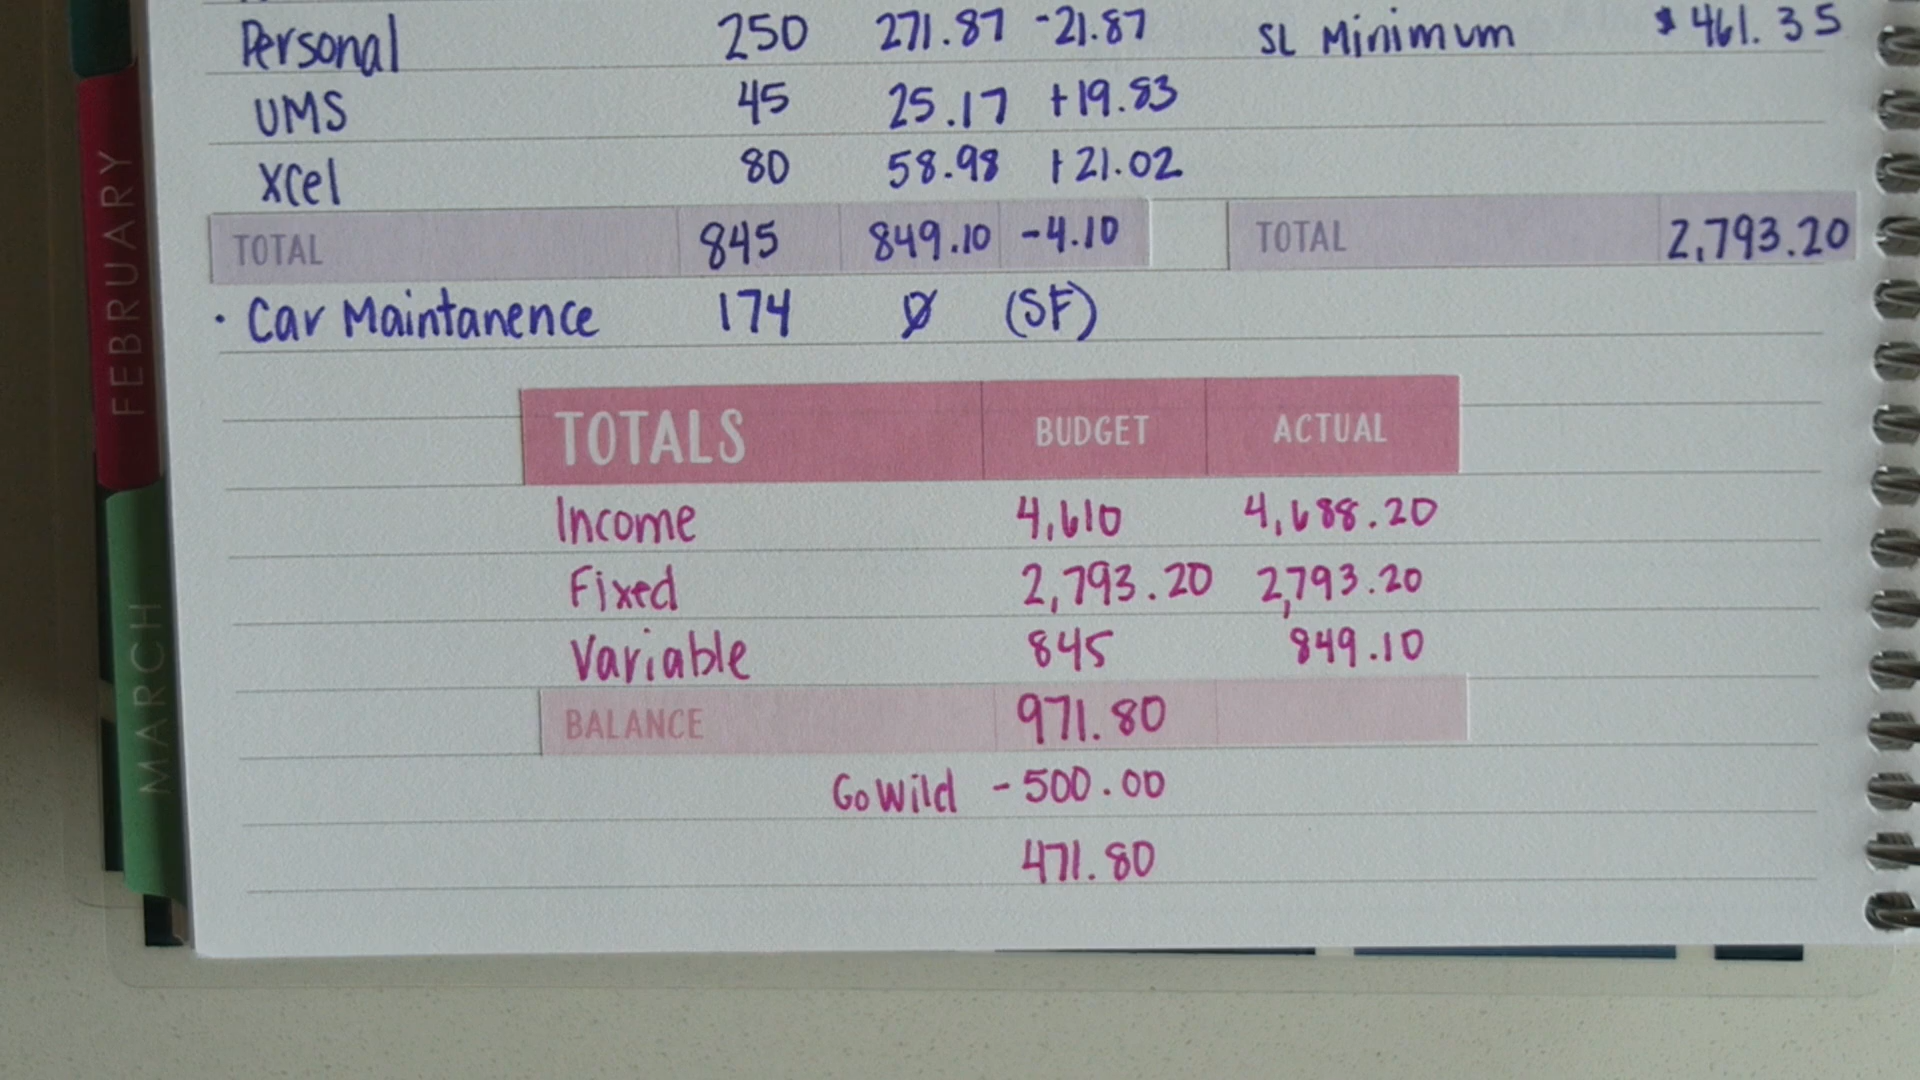 Personal 250 271.87 -21.87 SL Minimum $461.35
UMS 45 25.17 +19.83
Xcel 80 58.98 +21.02
TOTAL 845 849.10 -4.10 TOTAL 2,793.20
· Car Maintanence 174 Ø (SF)
TOTALS BUDGET ACTUAL
Income 4,610 4,688.20
Fixed 2,793.20 2,793.20
Variable 845 849.10
BALANCE 971.80
Go Wild -500.00
471.80
FEBRUARY
MARCH